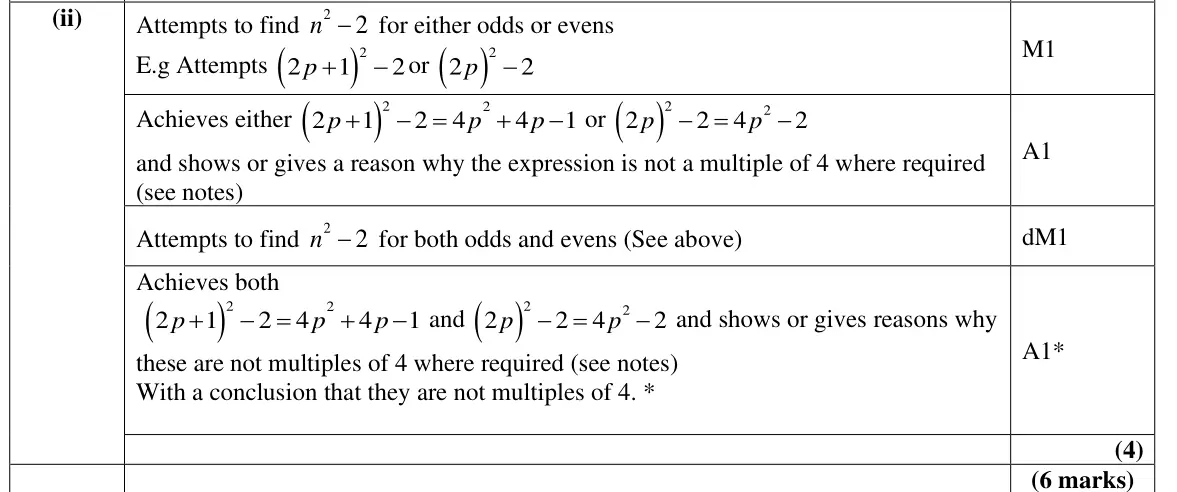 (ii)
Attempts to find n² − 2 for either odds or evens
E.g Attempts (2p+1)² − 2 or (2p)² − 2
M1
Achieves either (2p+1)² − 2 = 4p² + 4p − 1 or (2p)² − 2 = 4p² − 2
and shows or gives a reason why the expression is not a multiple of 4 where required
(see notes)
A1
Attempts to find n² − 2 for both odds and evens (See above)
dM1
Achieves both
(2p+1)² − 2 = 4p² + 4p − 1 and (2p)² − 2 = 4p² − 2 and shows or gives reasons why
these are not multiples of 4 where required (see notes)
With a conclusion that they are not multiples of 4. *
A1*
(4)
(6 marks)